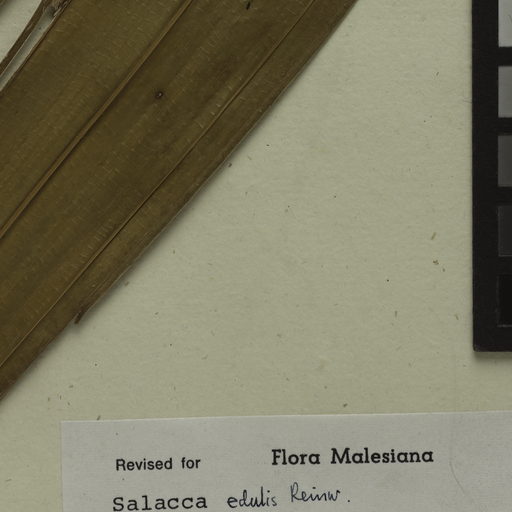 Revised for Flora Malesiana
Salacca edulis Reinw.